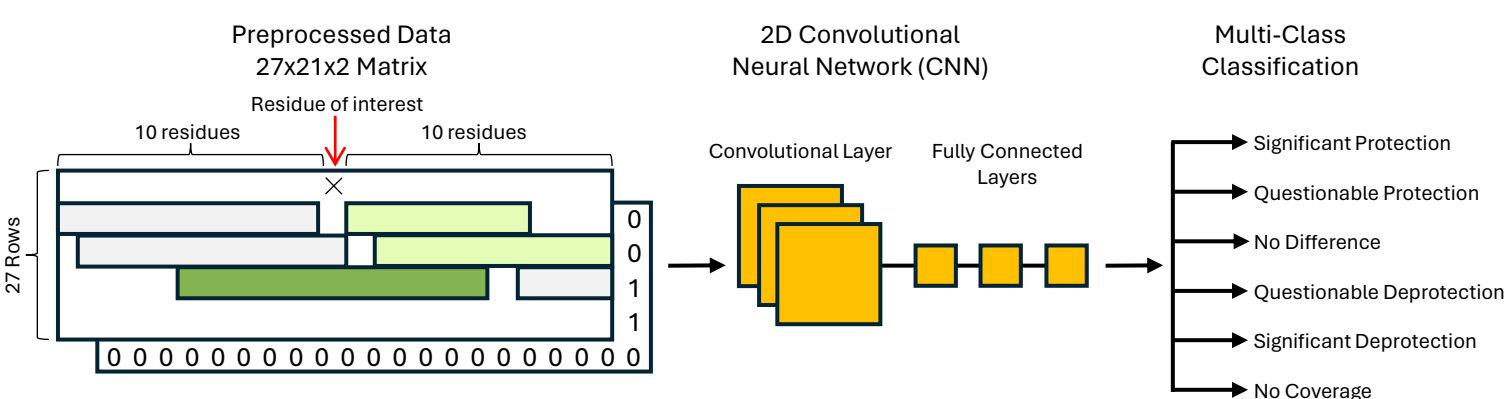 Preprocessed Data
27x21x2 Matrix
Residue of interest
10 residues
10 residues
×
27 Rows
0
0
1
1
0 0 0 0 0 0 0 0 0 0 0 0 0 0 0 0 0 0 0 0 0
2D Convolutional
Neural Network (CNN)
Convolutional Layer
Fully Connected
Layers
Multi-Class
Classification
Significant Protection
Questionable Protection
No Difference
Questionable Deprotection
Significant Deprotection
No Coverage